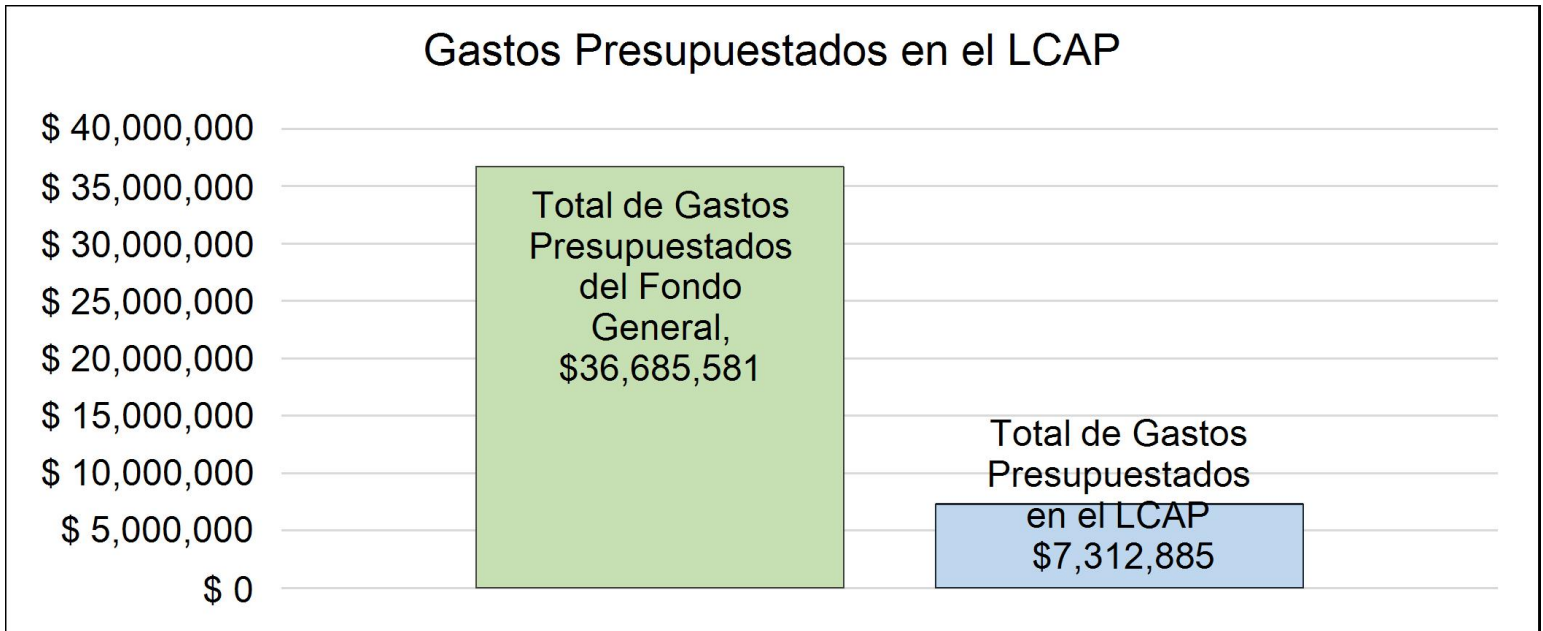 Gastos Presupuestados en el LCAP
$ 40,000,000
$ 35,000,000
$ 30,000,000
$ 25,000,000
$ 20,000,000
$ 15,000,000
$ 10,000,000
$ 5,000,000
$ 0
Total de Gastos
Presupuestados
del Fondo
General,
$36,685,581
Total de Gastos
Presupuestados
en el LCAP
$7,312,885